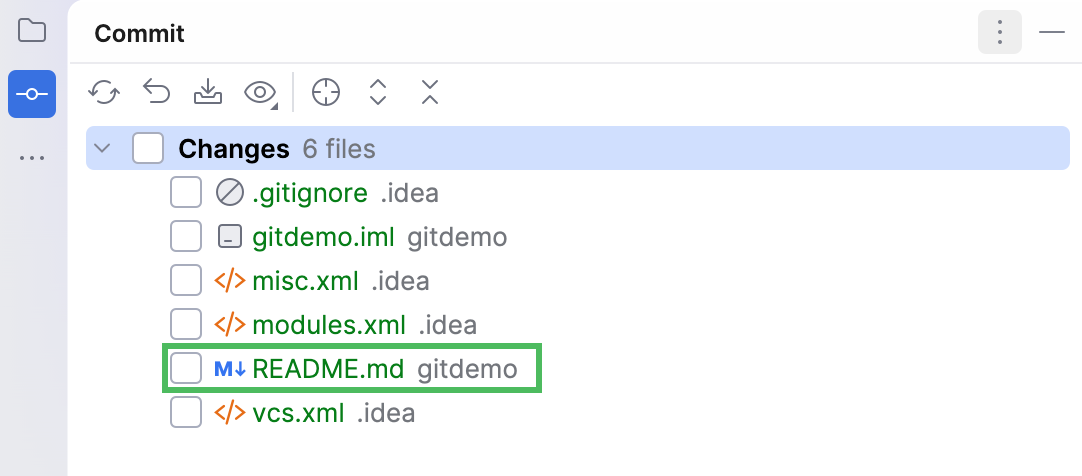 Commit
Changes 6 files
.gitignore .idea
gitdemo.iml gitdemo
misc.xml .idea
modules.xml .idea
M↓ README.md gitdemo
vcs.xml .idea